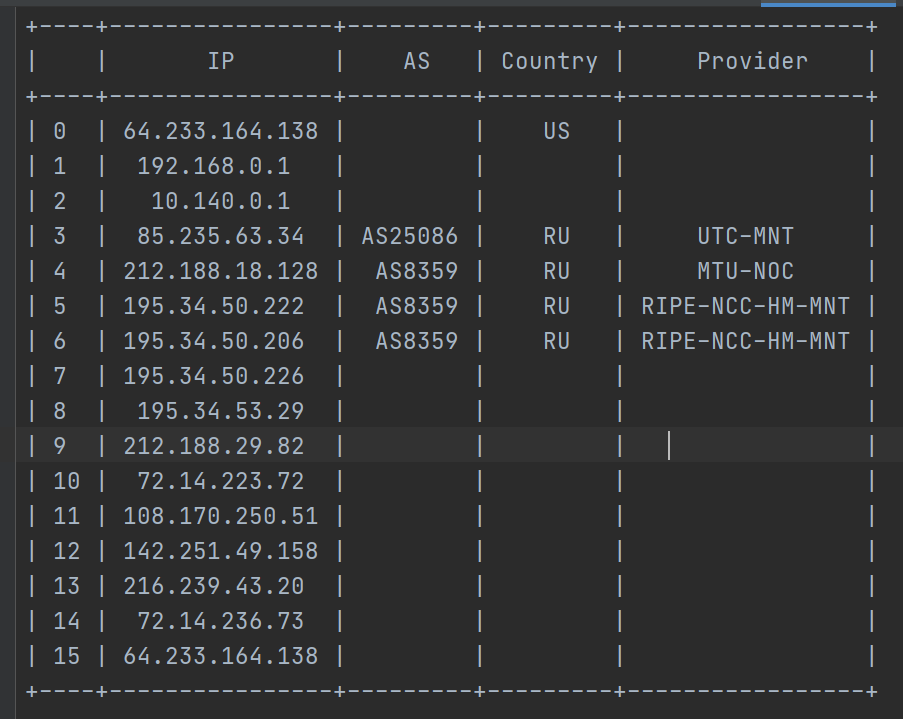 +----+----------------+---------+---------+-----------------+
|    |       IP       |    AS   | Country |     Provider    |
+----+----------------+---------+---------+-----------------+
| 0  | 64.233.164.138 |         |    US   |                 |
| 1  |  192.168.0.1   |         |         |                 |
| 2  |   10.140.0.1   |         |         |                 |
| 3  |  85.235.63.34  | AS25086 |    RU   |     UTC-MNT     |
| 4  | 212.188.18.128 |  AS8359 |    RU   |     MTU-NOC     |
| 5  | 195.34.50.222  |  AS8359 |    RU   | RIPE-NCC-HM-MNT |
| 6  | 195.34.50.206  |  AS8359 |    RU   | RIPE-NCC-HM-MNT |
| 7  | 195.34.50.226  |         |         |                 |
| 8  |  195.34.53.29  |         |         |                 |
| 9  | 212.188.29.82  |         |         |                 |
| 10 |  72.14.223.72  |         |         |                 |
| 11 | 108.170.250.51 |         |         |                 |
| 12 | 142.251.49.158 |         |         |                 |
| 13 | 216.239.43.20  |         |         |                 |
| 14 |  72.14.236.73  |         |         |                 |
| 15 | 64.233.164.138 |         |         |                 |
+----+----------------+---------+---------+-----------------+